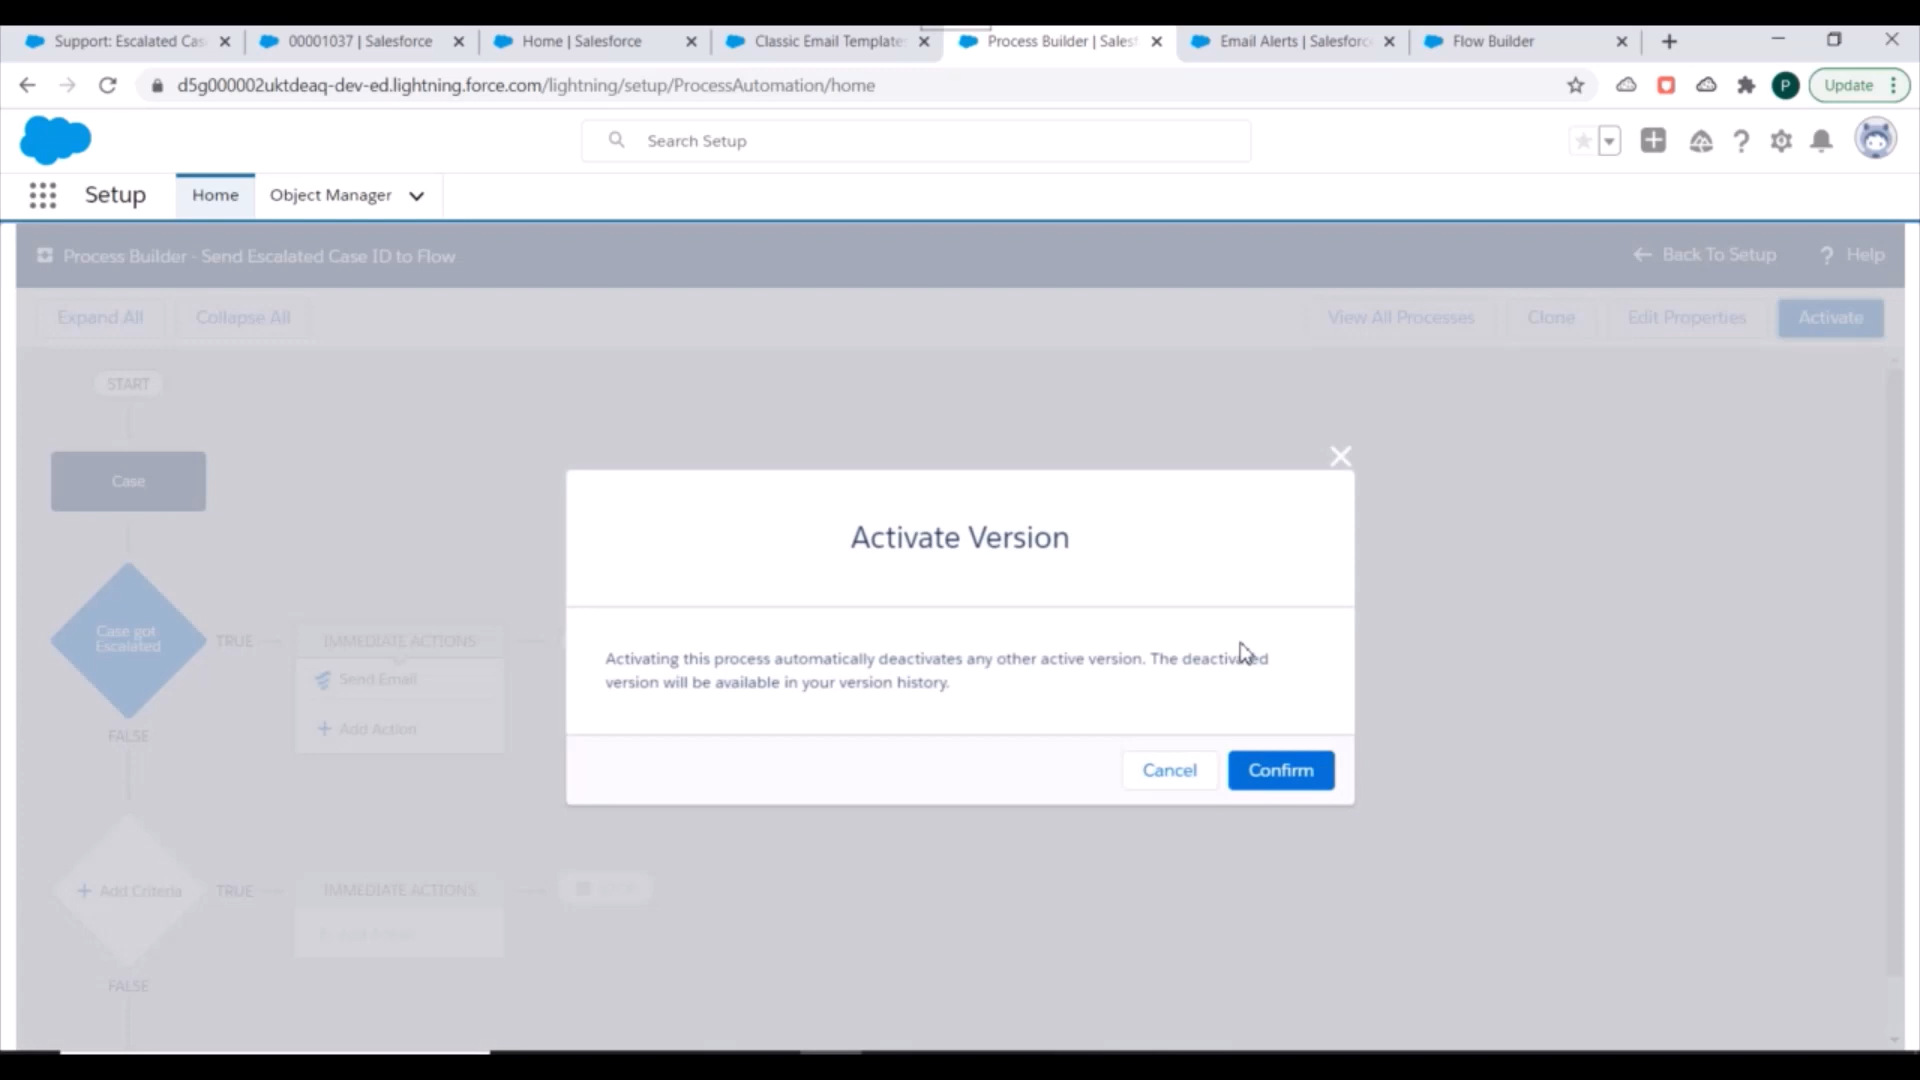 Support: Escalated Cas
00001037 | Salesforce
Home | Salesforce
Classic Email Template
Process Builder | Salesf
Email Alerts | Salesforc
Flow Builder
d5g000002uktdeaq-dev-ed.lightning.force.com/lightning/setup/ProcessAutomation/home
P
Update
Search Setup
Setup
Home
Object Manager
Process Builder - Send Escalated Case ID to Flow
Back To Setup
? Help
Expand All
Collapse All
View All Processes
Clone
Edit Properties
Activate
START
Case
Case got
Escalated
TRUE
IMMEDIATE ACTIONS
Send Email
+ Add Action
FALSE
Activate Version
Activating this process automatically deactivates any other active version. The deactivated
version will be available in your version history.
Cancel
Confirm
+ Add Criteria
TRUE
IMMEDIATE ACTIONS
FALSE